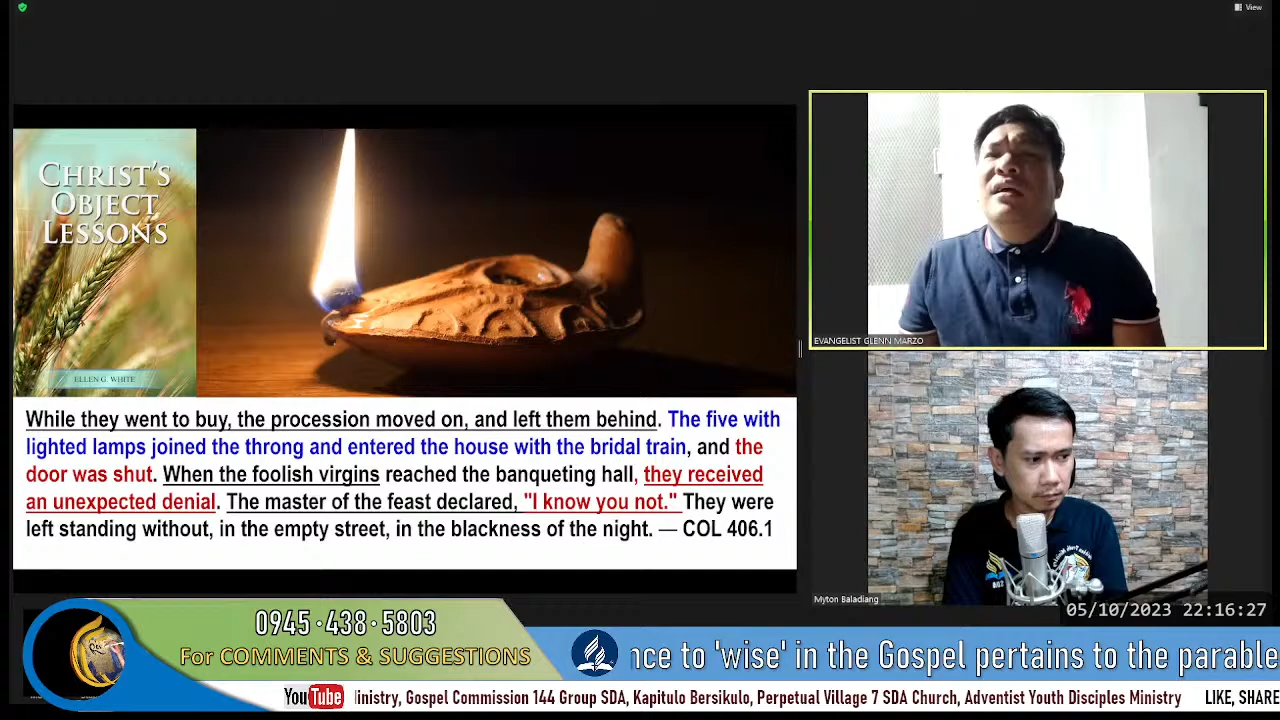 View
CHRIST'S
OBJECT
LESSONS
ELLEN G. WHITE
While they went to buy, the procession moved on, and left them behind. The five with
lighted lamps joined the throng and entered the house with the bridal train, and the
door was shut. When the foolish virgins reached the banqueting hall, they received
an unexpected denial. The master of the feast declared, "I know you not." They were
left standing without, in the empty street, in the blackness of the night. — COL 406.1
EVANGELIST GLENN MARZO
Myton Baladiang
05/10/2023 22:16:27
0945·438·5803
For COMMENTS & SUGGESTIONS
nce to 'wise' in the Gospel pertains to the parable
YouTube
inistry, Gospel Commission 144 Group SDA, Kapitulo Bersikulo, Perpetual Village 7 SDA Church, Adventist Youth Disciples Ministry
LIKE, SHARE